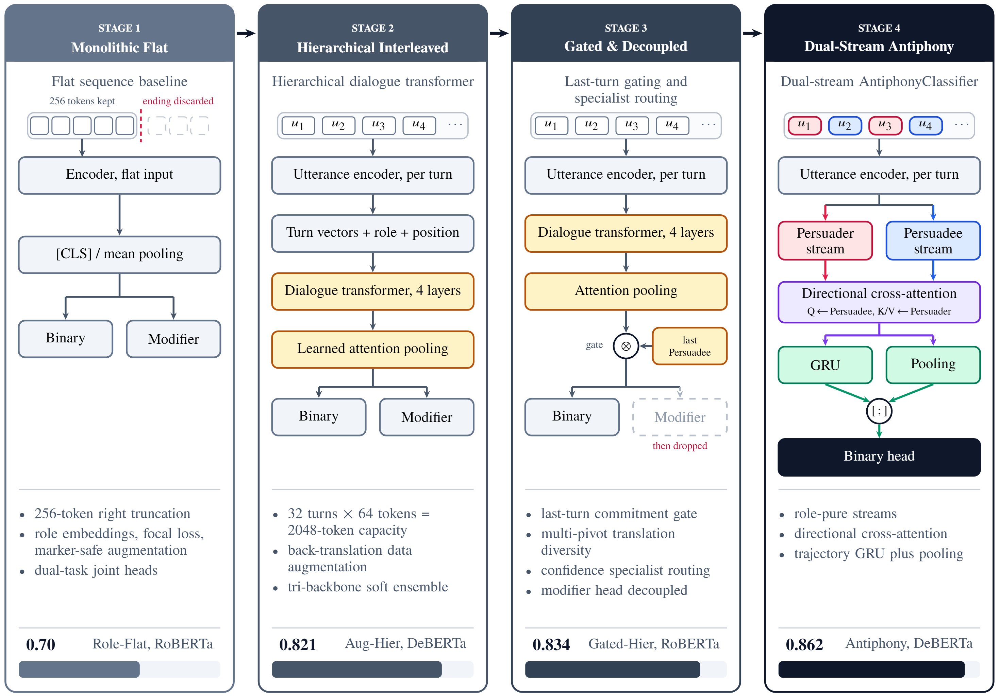 STAGE 1
Monolithic Flat
Flat sequence baseline
256 tokens kept
ending discarded
Encoder, flat input
[CLS] / mean pooling
Binary
Modifier
• 256-token right truncation
• role embeddings, focal loss,
marker-safe augmentation
• dual-task joint heads
0.70
Role-Flat, RoBERTa
STAGE 2
Hierarchical Interleaved
Hierarchical dialogue transformer
u1 u2 u3 u4 ···
Utterance encoder, per turn
Turn vectors + role + position
Dialogue transformer, 4 layers
Learned attention pooling
Binary
Modifier
• 32 turns × 64 tokens =
2048-token capacity
• back-translation data
augmentation
• tri-backbone soft ensemble
0.821
Aug-Hier, DeBERTa
STAGE 3
Gated & Decoupled
Last-turn gating and
specialist routing
u1 u2 u3 u4 ···
Utterance encoder, per turn
Dialogue transformer, 4 layers
Attention pooling
gate
⊗
last
Persuadee
Binary
Modifier
then dropped
• last-turn commitment gate
• multi-pivot translation
diversity
• confidence specialist routing
• modifier head decoupled
0.834
Gated-Hier, RoBERTa
STAGE 4
Dual-Stream Antiphony
Dual-stream AntiphonyClassifier
u1 u2 u3 u4 ···
Utterance encoder, per turn
Persuader
stream
Persuadee
stream
Directional cross-attention
Q ← Persuadee, K/V ← Persuader
GRU
Pooling
[ ; ]
Binary head
• role-pure streams
• directional cross-attention
• trajectory GRU plus pooling
0.862
Antiphony, DeBERTa